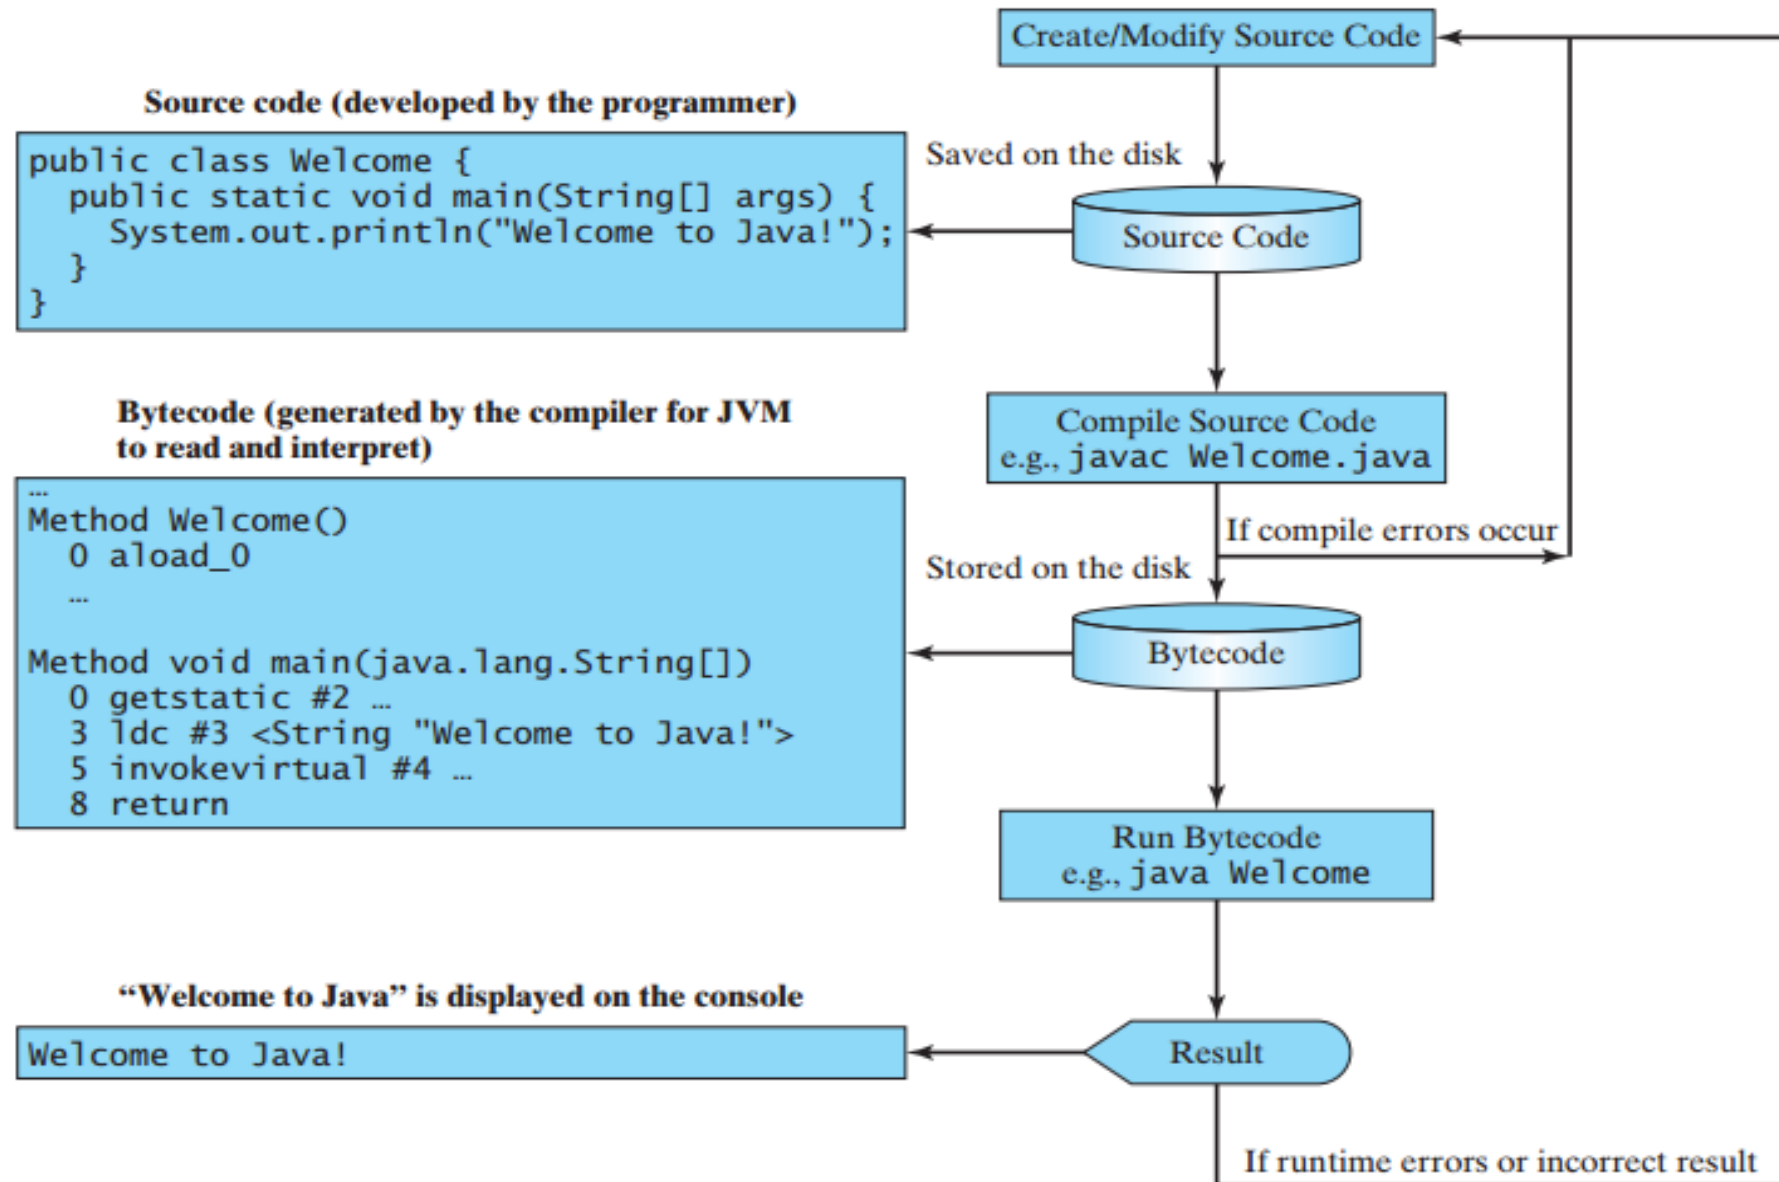 Create/Modify Source Code
Source code (developed by the programmer)
public class Welcome {
  public static void main(String[] args) {
    System.out.println("Welcome to Java!");
  }
}
Saved on the disk
Source Code
Compile Source Code
e.g., javac Welcome.java
If compile errors occur
Bytecode (generated by the compiler for JVM
to read and interpret)
…
Method Welcome()
  0 aload_0
  …
Method void main(java.lang.String[])
  0 getstatic #2 …
  3 ldc #3 <String "Welcome to Java!">
  5 invokevirtual #4 …
  8 return
Stored on the disk
Bytecode
Run Bytecode
e.g., java Welcome
“Welcome to Java” is displayed on the console
Welcome to Java!
Result
If runtime errors or incorrect result